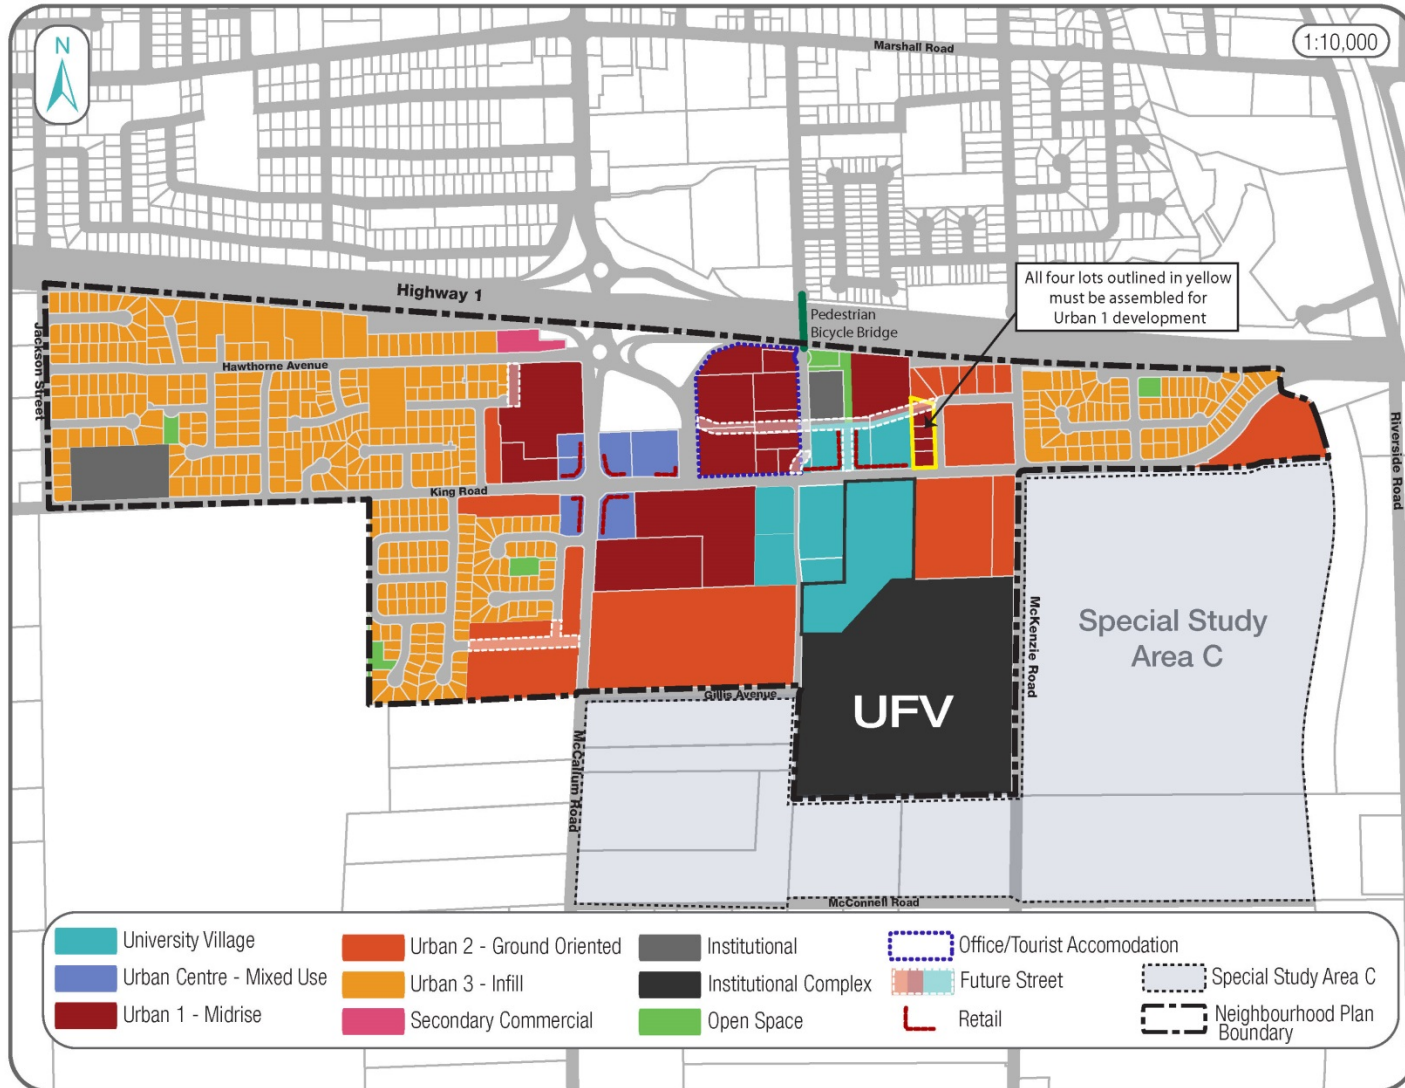 N
Marshall Road
1:10,000
Highway 1
All four lots outlined in yellow
must be assembled for
Urban 1 development
Pedestrian
Bicycle Bridge
Jackson Street
Hawthorne Avenue
Riverside Road
King Road
McKenzie Road
Special Study
Area C
Gillis Avenue
UFV
McCallum Road
McConnell Road
University Village
Urban Centre - Mixed Use
Urban 1 - Midrise
Urban 2 - Ground Oriented
Urban 3 - Infill
Secondary Commercial
Institutional
Institutional Complex
Open Space
Office/Tourist Accomodation
Future Street
Retail
Special Study Area C
Neighbourhood Plan
Boundary